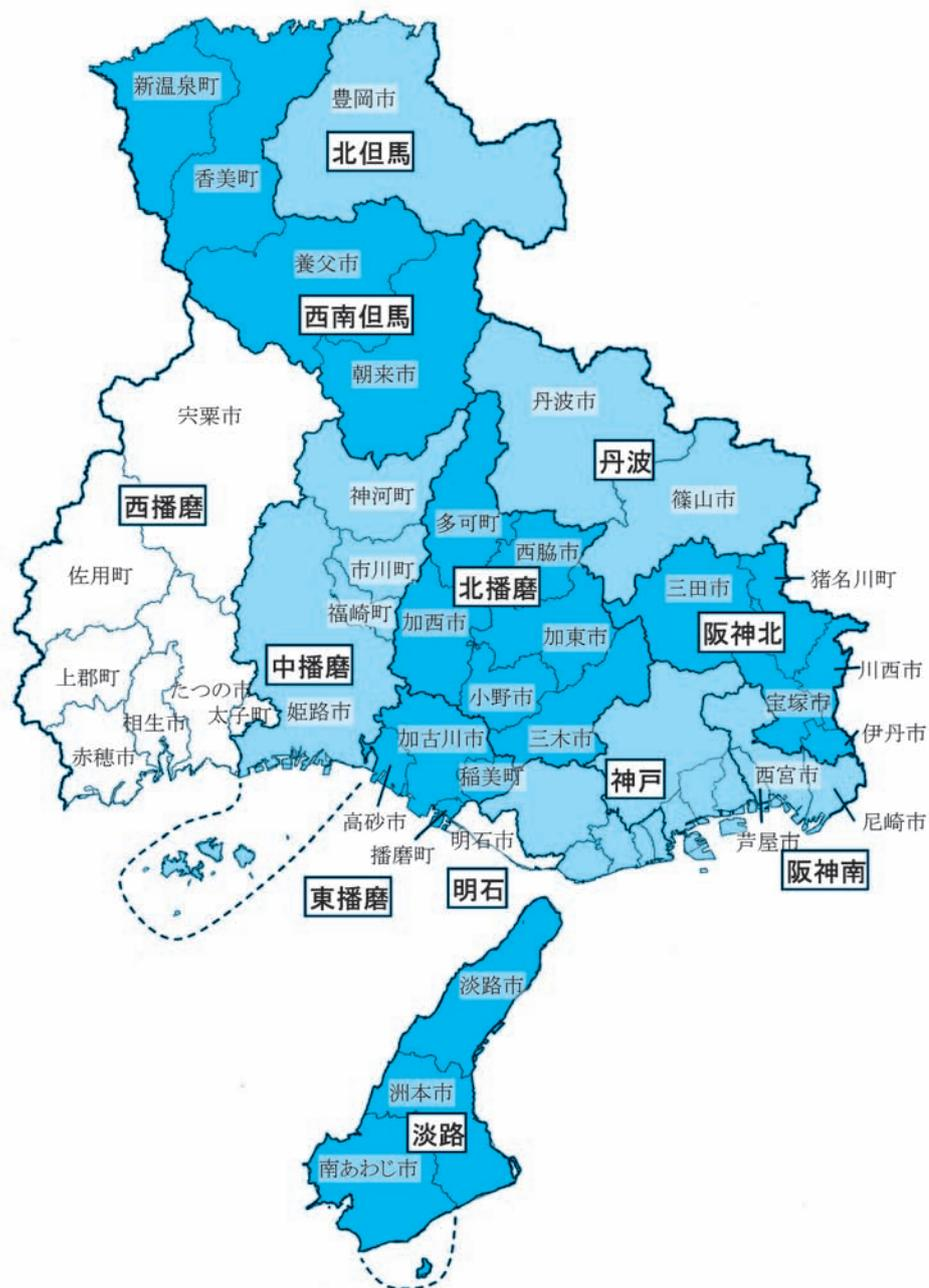 新温泉町
豊岡市
北但馬
香美町
養父市
西南但馬
朝来市
丹波市
宍粟市
丹波
神河町
篠山市
西播磨
多可町
西脇市
市川町
佐用町
北播磨
三田市
猪名川町
福崎町
加西市
加東市
阪神北
中播磨
上郡町
川西市
たつの市
小野市
宝塚市
太子町
姫路市
相生市
伊丹市
加古川市
三木市
赤穂市
稲美町
神戸
西宮市
高砂市
尼崎市
明石市
芦屋市
播磨町
阪神南
東播磨
明石
淡路市
洲本市
淡路
南あわじ市